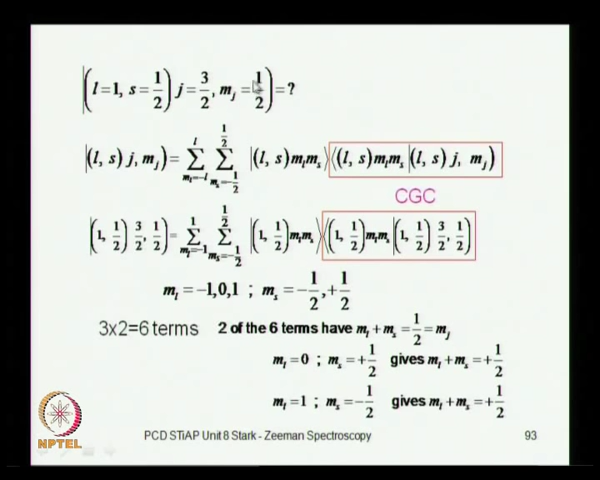 |(l=1, s=1/2) j=3/2, m_j=1/2⟩=?
|(l, s) j, m_j⟩ = Σ_{m_l=-l}^{l} Σ_{m_s=-1/2}^{1/2} |(l, s)m_l m_s⟩⟨(l, s)m_l m_s|(l, s) j, m_j⟩
CGC
|(1, 1/2) 3/2, 1/2⟩ = Σ_{m_l=-1}^{1} Σ_{m_s=-1/2}^{1/2} |(1, 1/2)m_l m_s⟩⟨(1, 1/2)m_l m_s|(1, 1/2) 3/2, 1/2⟩
m_l = -1,0,1 ; m_s = -1/2,+1/2
3x2=6 terms 2 of the 6 terms have m_l + m_s = 1/2 = m_j
m_l = 0 ; m_s = +1/2 gives m_l + m_s = +1/2
m_l = 1 ; m_s = -1/2 gives m_l + m_s = +1/2
NPTEL
PCD STiAP Unit 8 Stark - Zeeman Spectroscopy 93